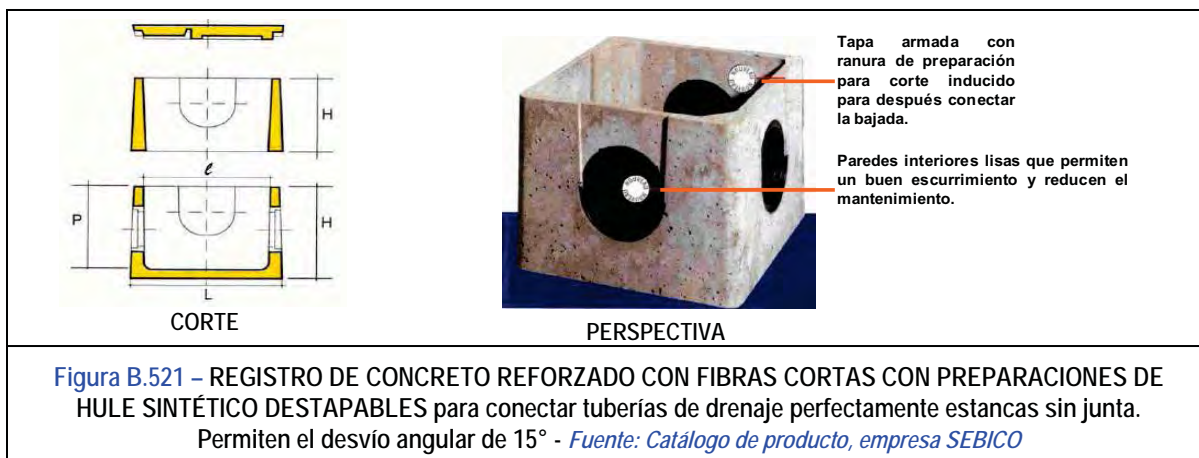 H
ℓ
P
H
L
CORTE
PERSPECTIVA
Tapa armada con
ranura de preparación
para corte inducido
para después conectar
la bajada.
Paredes interiores lisas que permiten
un buen escurrimiento y reducen el
mantenimiento.
Figura B.521 – REGISTRO DE CONCRETO REFORZADO CON FIBRAS CORTAS CON PREPARACIONES DE
HULE SINTÉTICO DESTAPABLES para conectar tuberías de drenaje perfectamente estancas sin junta.
Permiten el desvío angular de 15° - Fuente: Catálogo de producto, empresa SEBICO